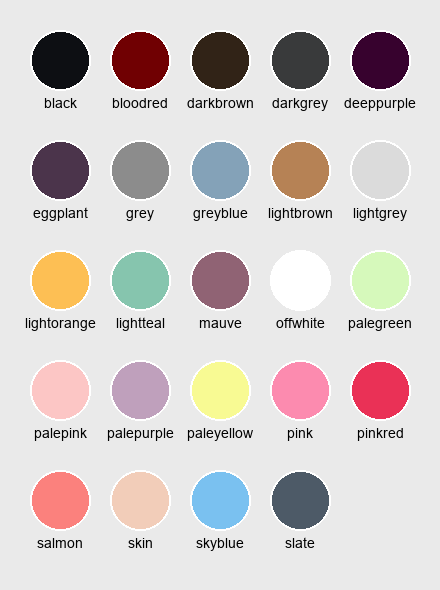 black bloodred darkbrown darkgrey deeppurple
eggplant grey greyblue lightbrown lightgrey
lightorange lightteal mauve offwhite palegreen
palepink palepurple paleyellow pink pinkred
salmon skin skyblue slate